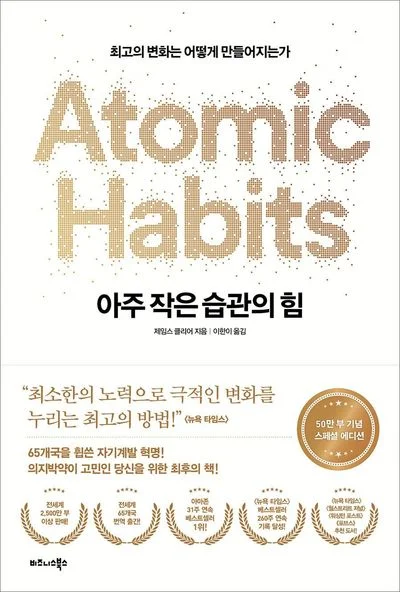 최고의 변화는 어떻게 만들어지는가
Atomic
Habits
아주 작은 습관의 힘
제임스 클리어 지음 | 이한이 옮김
“최소한의 노력으로 극적인 변화를
누리는 최고의 방법!” 〈뉴욕 타임스〉
50만 부 기념
스페셜 에디션
65개국을 휩쓴 자기계발 혁명!
의지박약이 고민인 당신을 위한 최후의 책!
전세계
2,500만 부
이상 판매!
전세계
65개국
번역 출간!
아마존
31주 연속
베스트셀러
1위!
〈뉴욕 타임스〉
베스트셀러
260주 연속
기록 달성!
〈뉴욕 타임스〉
〈월스트리트 저널〉
〈워싱턴 포스트〉
〈포브스〉
추천 도서!
비즈니스북스